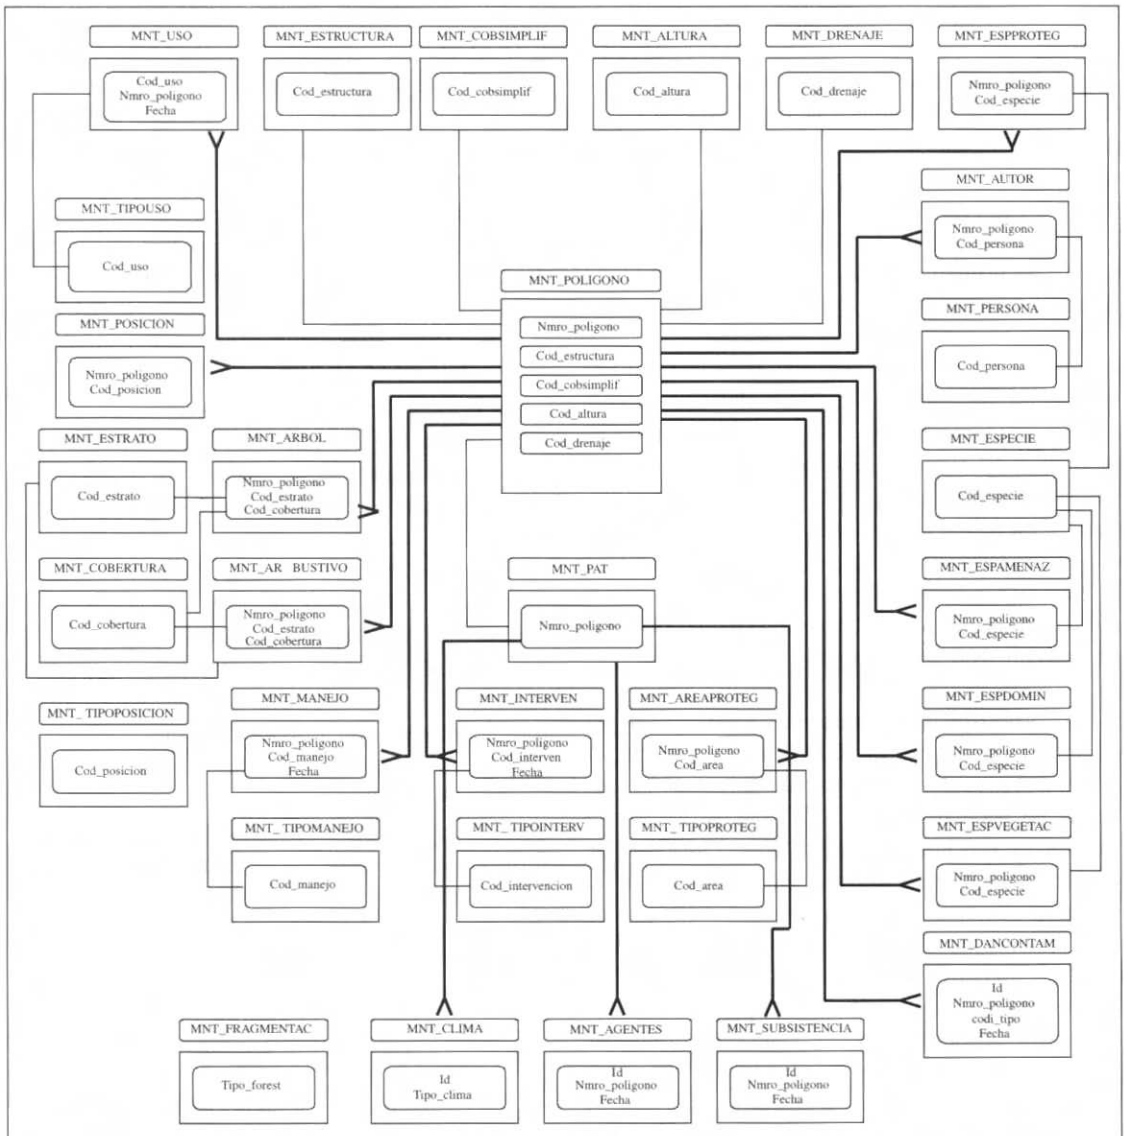 MNT_USO
Cod_uso
Nmro_poligono
Fecha
MNT_ESTRUCTURA
Cod_estructura
MNT_COBSIMPLIF
Cod_cobsimplif
MNT_ALTURA
Cod_altura
MNT_DRENAJE
Cod_drenaje
MNT_ESPPROTEG
Nmro_poligono
Cod_especie
MNT_TIPOUSO
Cod_uso
MNT_AUTOR
Nmro_poligono
Cod_persona
MNT_POLIGONO
Nmro_poligono
Cod_estructura
Cod_cobsimplif
Cod_altura
Cod_drenaje
MNT_POSICION
Nmro_poligono
Cod_posicion
MNT_PERSONA
Cod_persona
MNT_ESTRATO
Cod_estrato
MNT_ARBOL
Nmro_poligono
Cod_estrato
Cod_cobertura
MNT_ESPECIE
Cod_especie
MNT_COBERTURA
Cod_cobertura
MNT_AR BUSTIVO
Nmro_poligono
Cod_estrato
Cod_cobertura
MNT_PAT
Nmro_poligono
MNT_ESPAMENAZ
Nmro_poligono
Cod_especie
MNT_ TIPOPOSICION
Cod_posicion
MNT_MANEJO
Nmro_poligono
Cod_manejo
Fecha
MNT_INTERVEN
Nmro_poligono
Cod_interven
Fecha
MNT_AREAPROTEG
Nmro_poligono
Cod_area
MNT_ESPDOMIN
Nmro_poligono
Cod_especie
MNT_ TIPOMANEJO
Cod_manejo
MNT_ TIPOINTERV
Cod_intervencion
MNT_ TIPOPROTEG
Cod_area
MNT_ESPVEGETAC
Nmro_poligono
Cod_especie
MNT_DANCONTAM
Id
Nmro_poligono
codi_tipo
Fecha
MNT_FRAGMENTAC
Tipo_forest
MNT_CLIMA
Id
Tipo_clima
MNT_AGENTES
Id
Nmro_poligono
Fecha
MNT_SUBSISTENCIA
Id
Nmro_poligono
Fecha